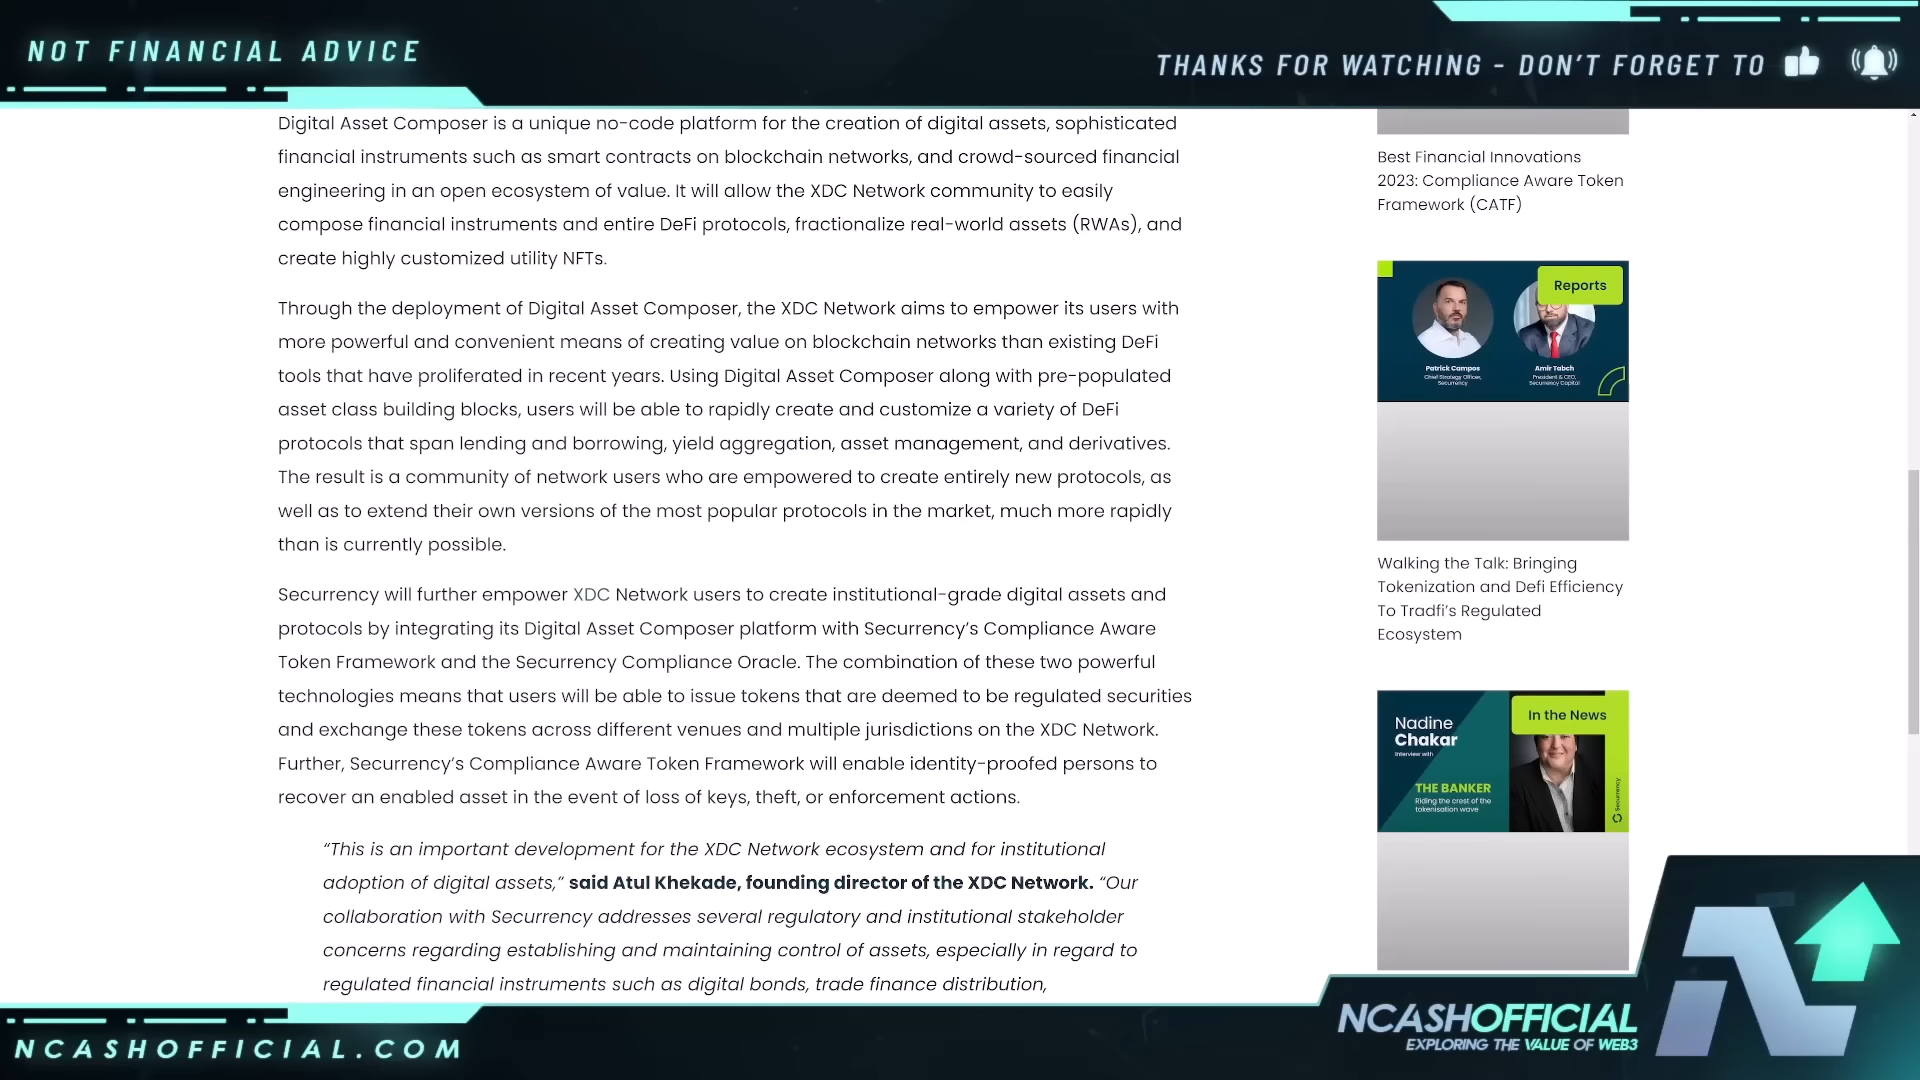 NOT FINANCIAL ADVICE
THANKS FOR WATCHING - DON'T FORGET TO
Digital Asset Composer is a unique no-code platform for the creation of digital assets, sophisticated
financial instruments such as smart contracts on blockchain networks, and crowd-sourced financial
engineering in an open ecosystem of value. It will allow the XDC Network community to easily
compose financial instruments and entire DeFi protocols, fractionalize real-world assets (RWAs), and
create highly customized utility NFTs.
Through the deployment of Digital Asset Composer, the XDC Network aims to empower its users with
more powerful and convenient means of creating value on blockchain networks than existing DeFi
tools that have proliferated in recent years. Using Digital Asset Composer along with pre-populated
asset class building blocks, users will be able to rapidly create and customize a variety of DeFi
protocols that span lending and borrowing, yield aggregation, asset management, and derivatives.
The result is a community of network users who are empowered to create entirely new protocols, as
well as to extend their own versions of the most popular protocols in the market, much more rapidly
than is currently possible.
Securrency will further empower XDC Network users to create institutional-grade digital assets and
protocols by integrating its Digital Asset Composer platform with Securrency's Compliance Aware
Token Framework and the Securrency Compliance Oracle. The combination of these two powerful
technologies means that users will be able to issue tokens that are deemed to be regulated securities
and exchange these tokens across different venues and multiple jurisdictions on the XDC Network.
Further, Securrency's Compliance Aware Token Framework will enable identity-proofed persons to
recover an enabled asset in the event of loss of keys, theft, or enforcement actions.
“This is an important development for the XDC Network ecosystem and for institutional
adoption of digital assets,” said Atul Khekade, founding director of the XDC Network. “Our
collaboration with Securrency addresses several regulatory and institutional stakeholder
concerns regarding establishing and maintaining control of assets, especially in regard to
regulated financial instruments such as digital bonds, trade finance distribution,
Best Financial Innovations
2023: Compliance Aware Token
Framework (CATF)
Reports
Patrick Campos
Chief Strategy Officer,
Securrency
Amir Tabch
President & CEO,
Securrency Capital
Walking the Talk: Bringing
Tokenization and Defi Efficiency
To Tradfi's Regulated
Ecosystem
In the News
Nadine
Chakar
Interview with
THE BANKER
Riding the crest of the
tokenisation wave
Securrency
NCASHOFFICIAL.COM
NCASHOFFICIAL
EXPLORING THE VALUE OF WEB3